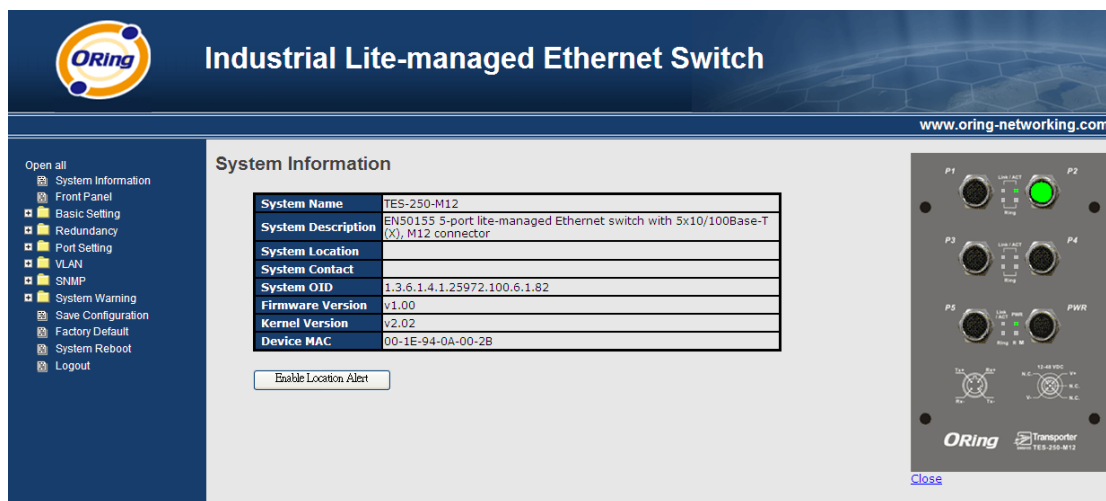 ORing
Industrial Lite-managed Ethernet Switch
www.oring-networking.com
Open all
System Information
Front Panel
Basic Setting
Redundancy
Port Setting
VLAN
SNMP
System Warning
Save Configuration
Factory Default
System Reboot
Logout
System Information
System Name TES-250-M12
System Description EN50155 5-port lite-managed Ethernet switch with 5x10/100Base-T
(X), M12 connector
System Location
System Contact
System OID 1.3.6.1.4.1.25972.100.6.1.82
Firmware Version v1.00
Kernel Version v2.02
Device MAC 00-1E-94-0A-00-2B
Enable Location Alert
P1 Link / ACT P2
Ring
P3 Link / ACT P4
Ring
P5 Link / ACT PWR PWR
Ring R M
12-48 VDC
Tx+ Rx+ N.C. V+
N.C.
Rx- Tx- V- N.C.
ORing Transporter
TES-250-M12
Close